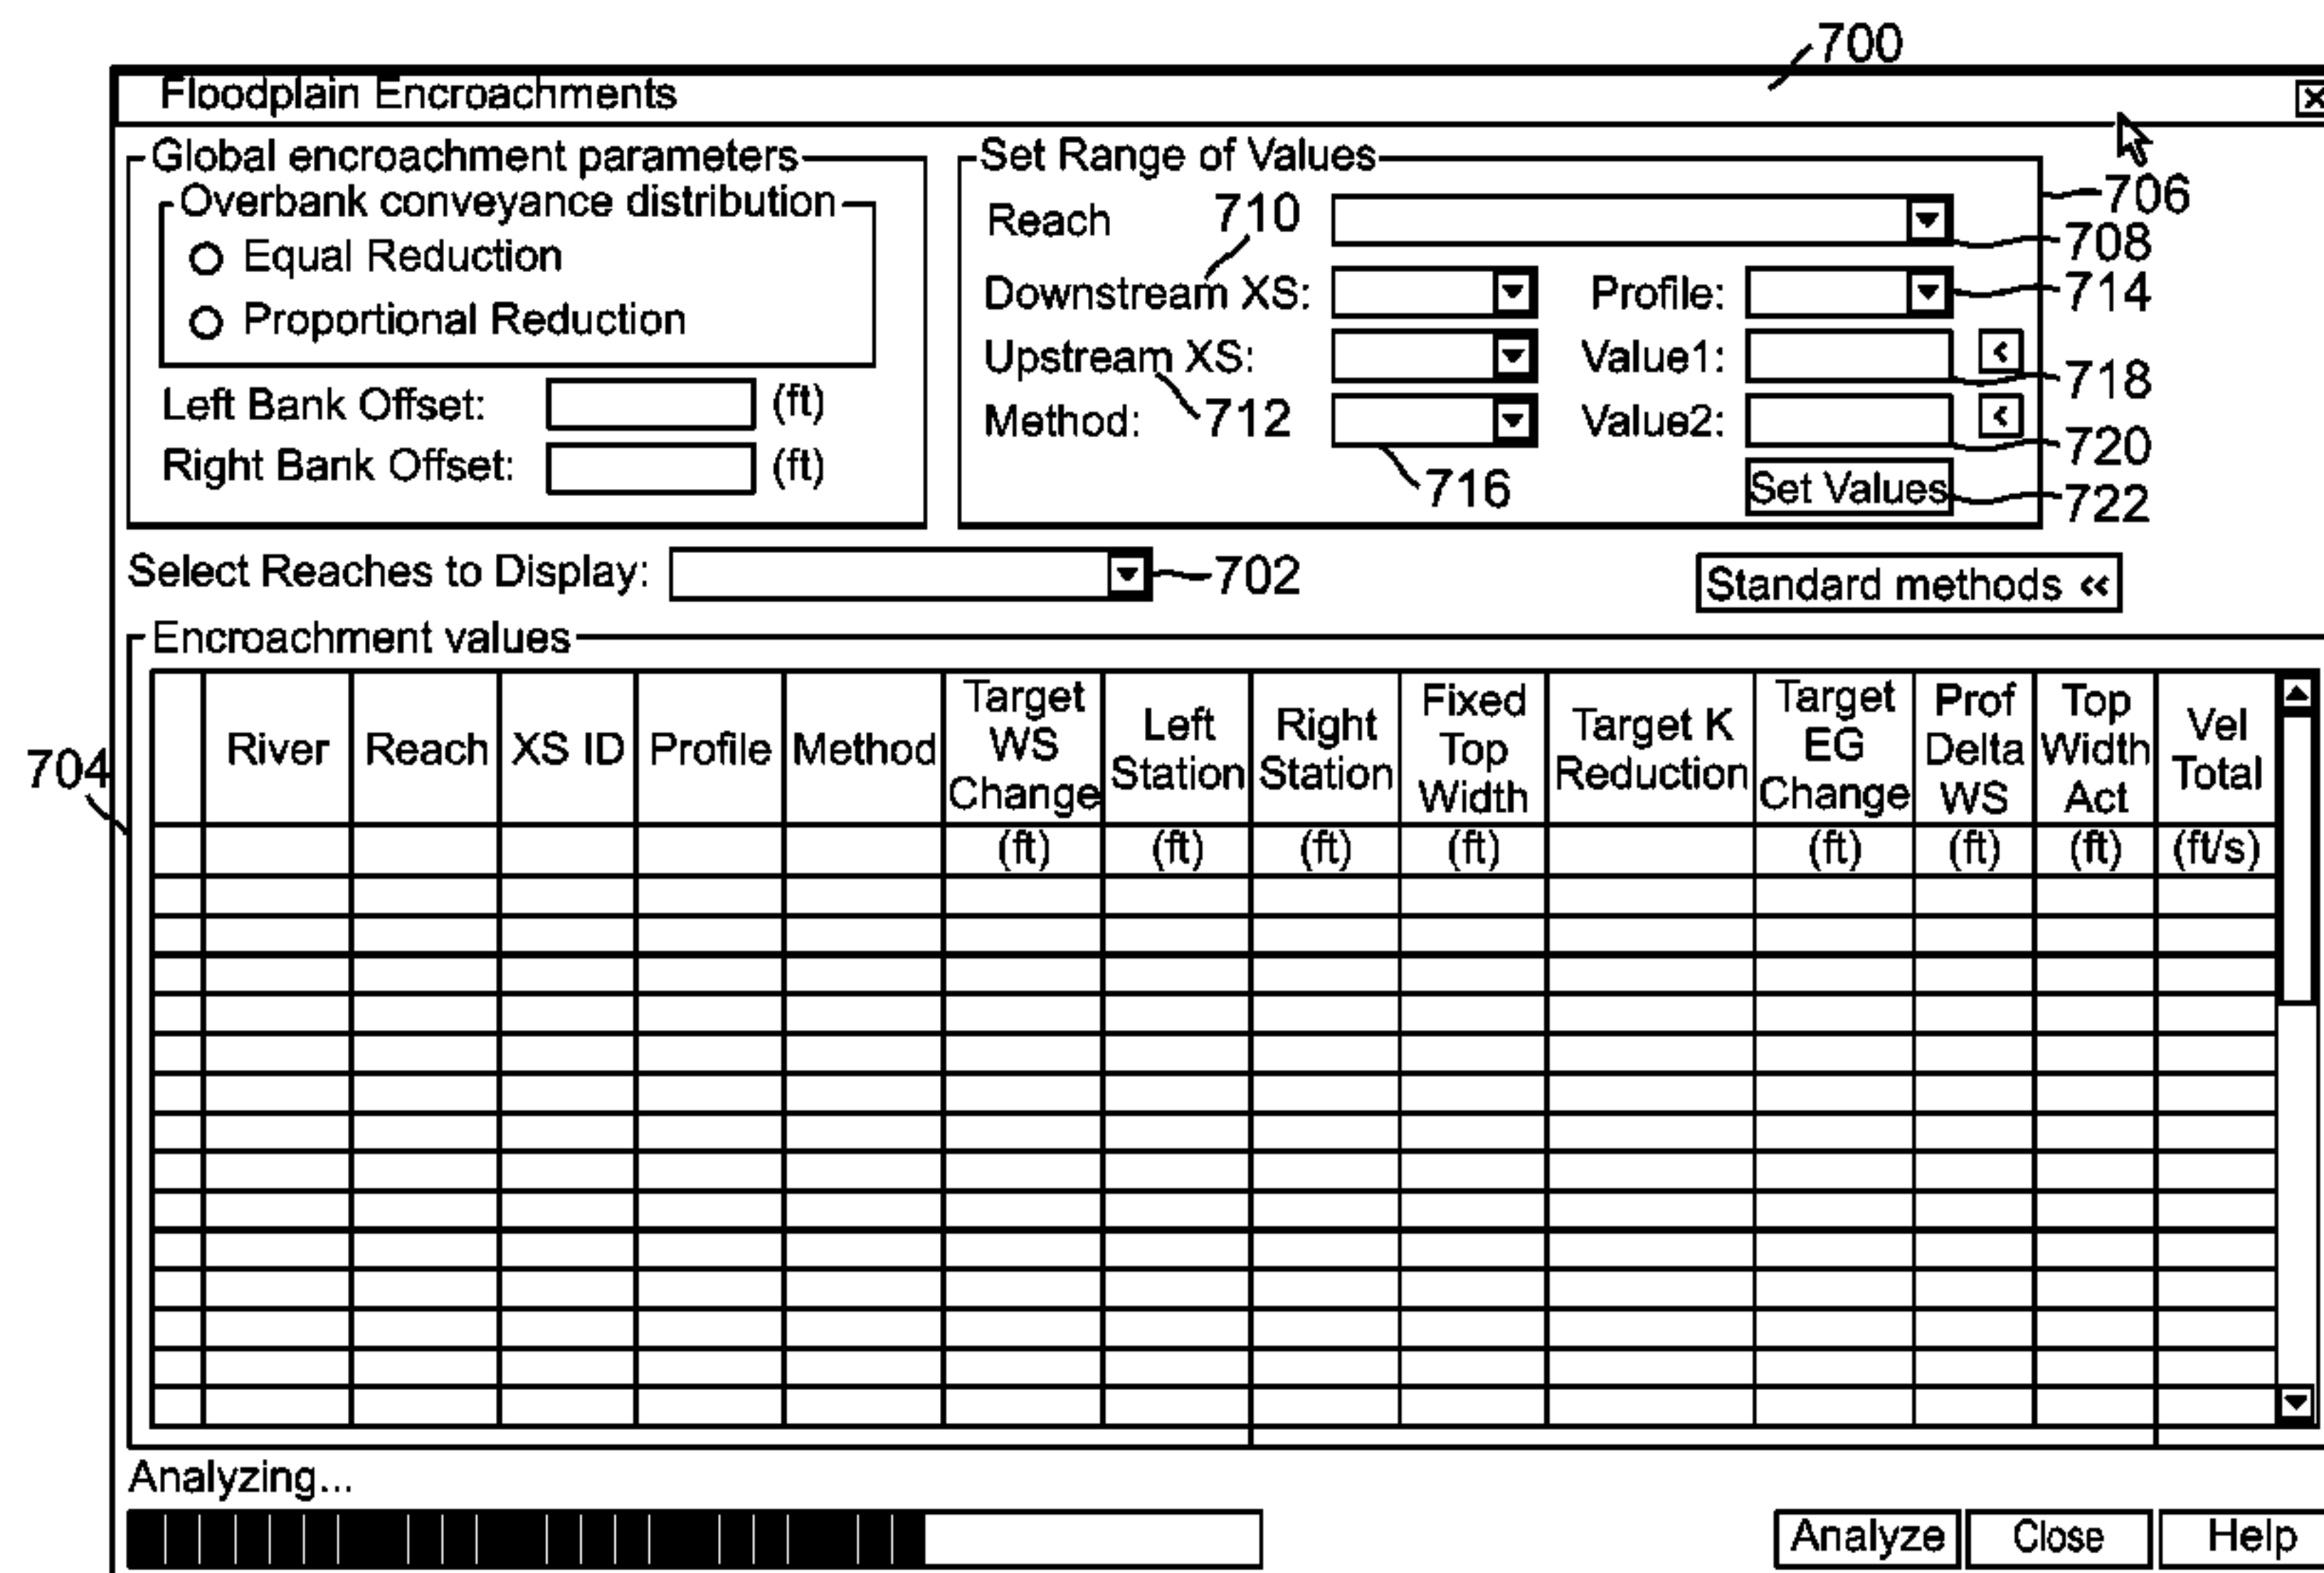 700
Floodplain Encroachments
Global encroachment parameters
Overbank conveyance distribution
Equal Reduction
Proportional Reduction
Left Bank Offset: (ft)
Right Bank Offset: (ft)
Set Range of Values
706
Reach 710
708
Downstream XS: Profile: 714
Upstream XS: Value1: <
718
Method: 712 Value2: <
720
716
Set Values 722
Select Reaches to Display: 702
Standard methods <<
Encroachment values
704
River Reach XS ID Profile Method Target WS Change Left Station Right Station Fixed Top Width Target K Reduction Target EG Change Prof Delta WS Top Width Act Vel Total
(ft) (ft) (ft) (ft) (ft) (ft) (ft) (ft/s)
Analyzing...
Analyze Close Help